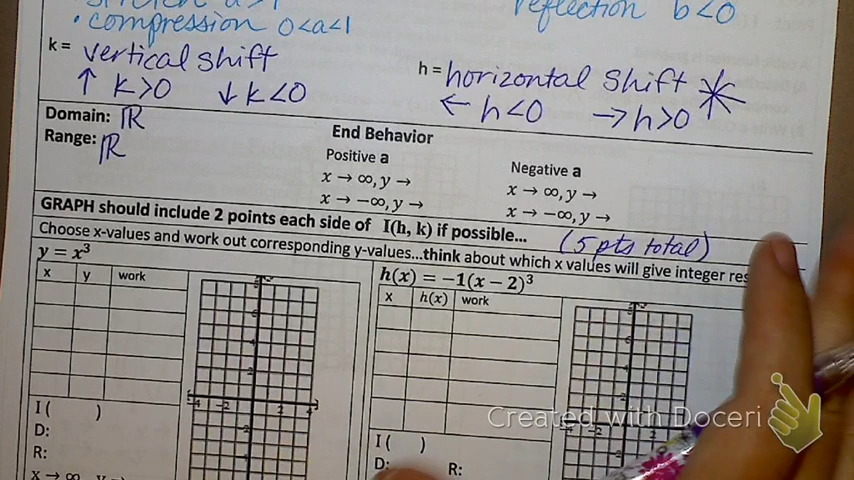 stretch a>1
• compression 0<a<1
reflection b<0
k = vertical shift
↑ k>0 ↓ k<0
h = horizontal shift *
← h<0 → h>0
Domain: ℝ
Range: ℝ
End Behavior
Positive a
x → ∞, y →
x → −∞, y →
Negative a
x → ∞, y →
x → −∞, y →
GRAPH should include 2 points each side of I(h, k) if possible... (5 pts total)
Choose x-values and work out corresponding y-values...think about which x values will give integer
y = x³
x y work
I ( )
D:
R:
x → ∞
h(x) = −1(x − 2)³
x h(x) work
I ( )
D: R:
Created with Doceri